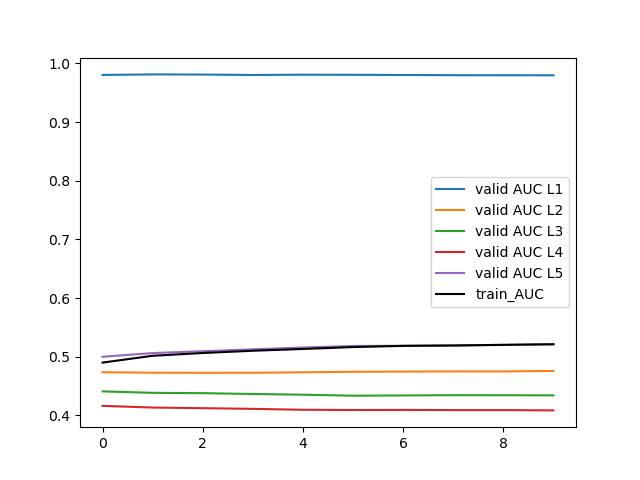 1.0
0.9
0.8
0.7
0.6
0.5
0.4
0 2 4 6 8
valid AUC L1
valid AUC L2
valid AUC L3
valid AUC L4
valid AUC L5
train_AUC